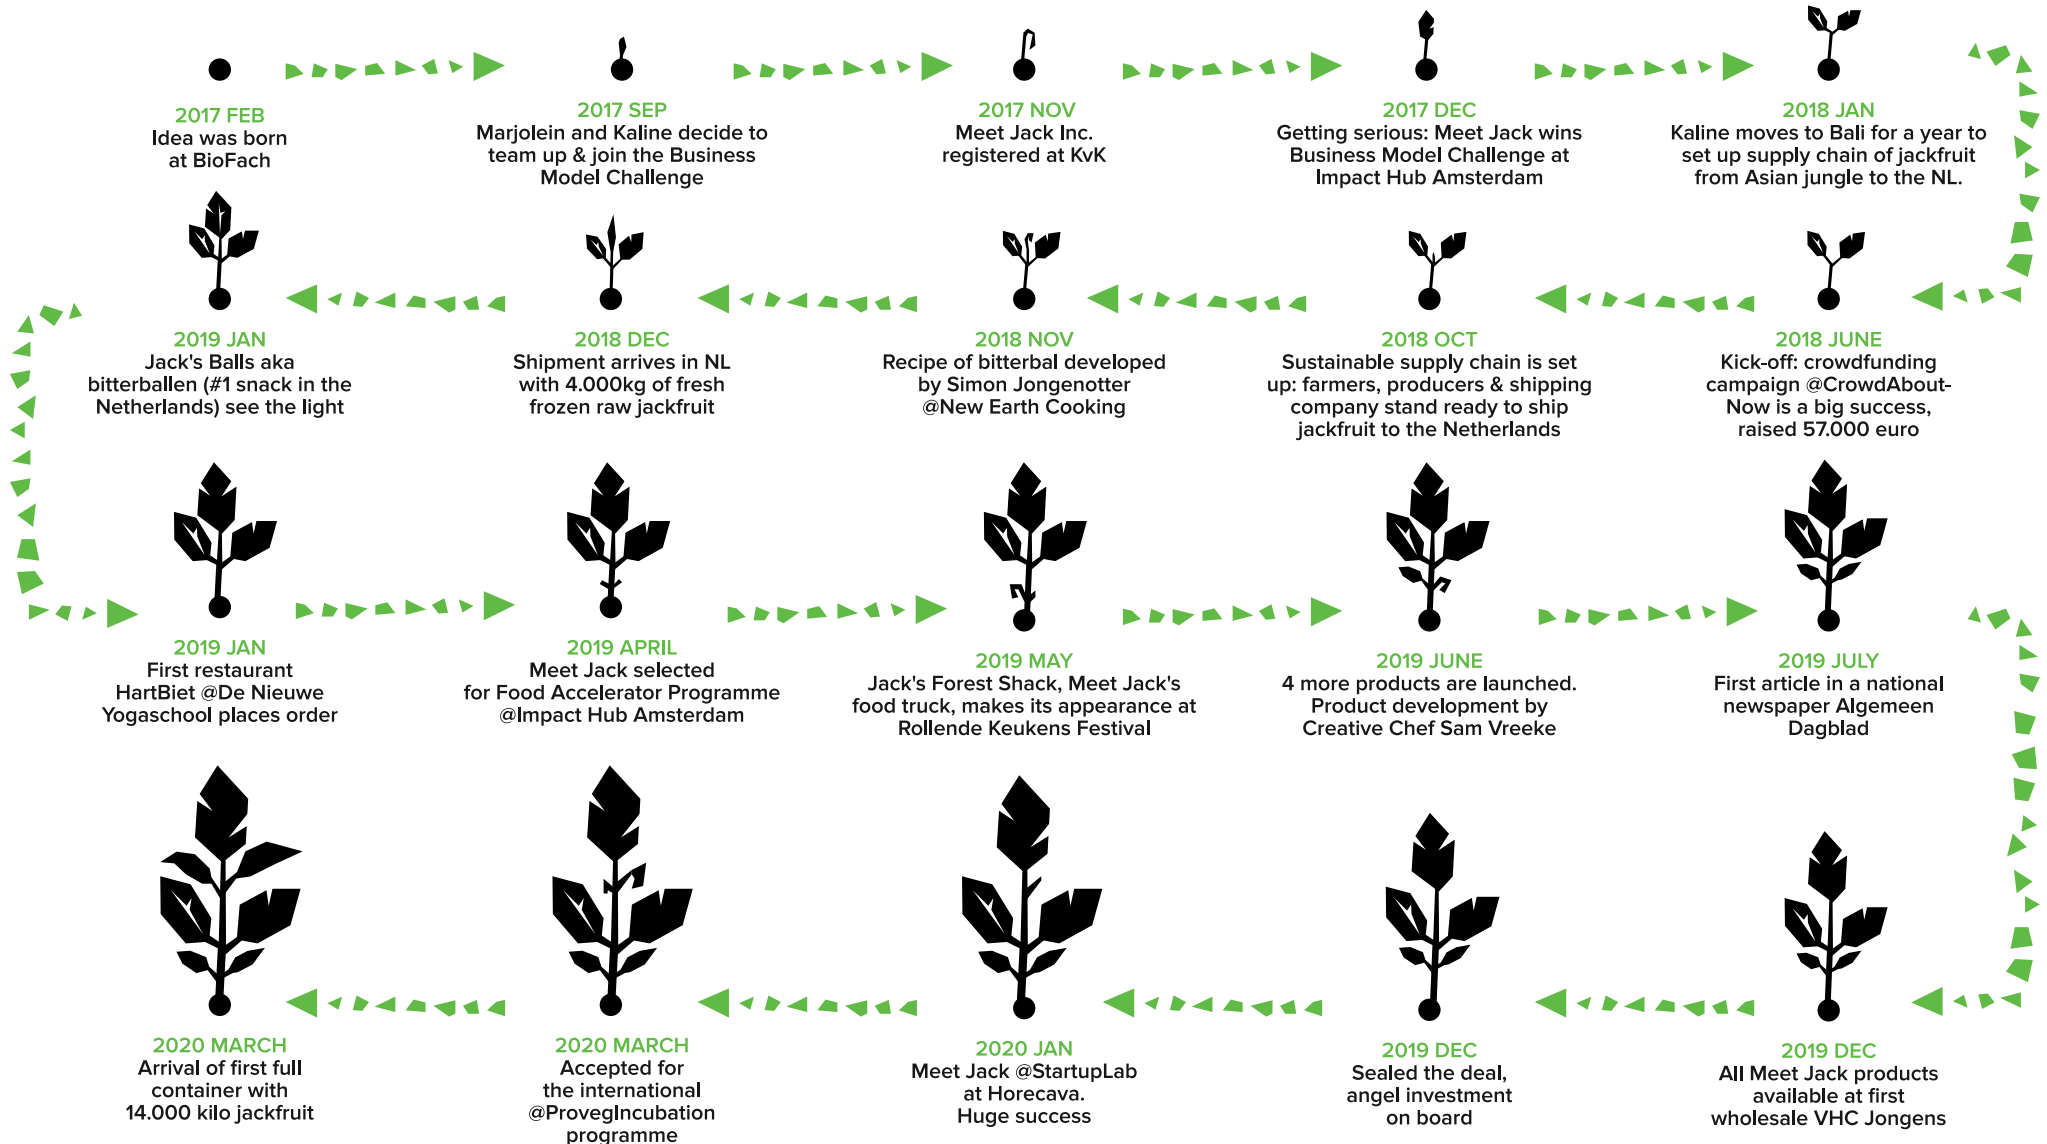 2017 FEB
Idea was born
at BioFach
2017 SEP
Marjolein and Kaline decide to
team up & join the Business
Model Challenge
2017 NOV
Meet Jack Inc.
registered at KvK
2017 DEC
Getting serious: Meet Jack wins
Business Model Challenge at
Impact Hub Amsterdam
2018 JAN
Kaline moves to Bali for a year to
set up supply chain of jackfruit
from Asian jungle to the NL.
2018 JUNE
Kick-off: crowdfunding
campaign @CrowdAbout-
Now is a big success,
raised 57.000 euro
2018 OCT
Sustainable supply chain is set
up: farmers, producers & shipping
company stand ready to ship
jackfruit to the Netherlands
2018 NOV
Recipe of bitterbal developed
by Simon Jongenotter
@New Earth Cooking
2018 DEC
Shipment arrives in NL
with 4.000kg of fresh
frozen raw jackfruit
2019 JAN
Jack's Balls aka
bitterballen (#1 snack in the
Netherlands) see the light
2019 JAN
First restaurant
HartBiet @De Nieuwe
Yogaschool places order
2019 APRIL
Meet Jack selected
for Food Accelerator Programme
@Impact Hub Amsterdam
2019 MAY
Jack's Forest Shack, Meet Jack's
food truck, makes its appearance at
Rollende Keukens Festival
2019 JUNE
4 more products are launched.
Product development by
Creative Chef Sam Vreeke
2019 JULY
First article in a national
newspaper Algemeen
Dagblad
2019 DEC
All Meet Jack products
available at first
wholesale VHC Jongens
2019 DEC
Sealed the deal,
angel investment
on board
2020 JAN
Meet Jack @StartupLab
at Horecava.
Huge success
2020 MARCH
Accepted for
the international
@ProvegIncubation
programme
2020 MARCH
Arrival of first full
container with
14.000 kilo jackfruit